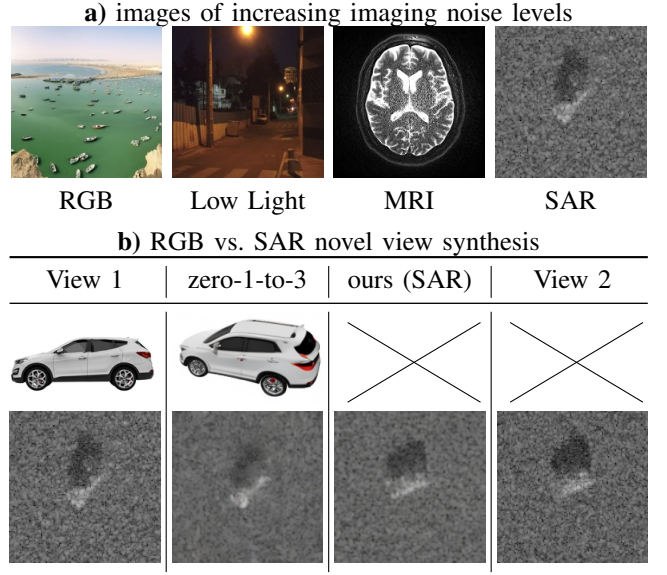 a) images of increasing imaging noise levels
RGB Low Light MRI SAR
b) RGB vs. SAR novel view synthesis
View 1 zero-1-to-3 ours (SAR) View 2